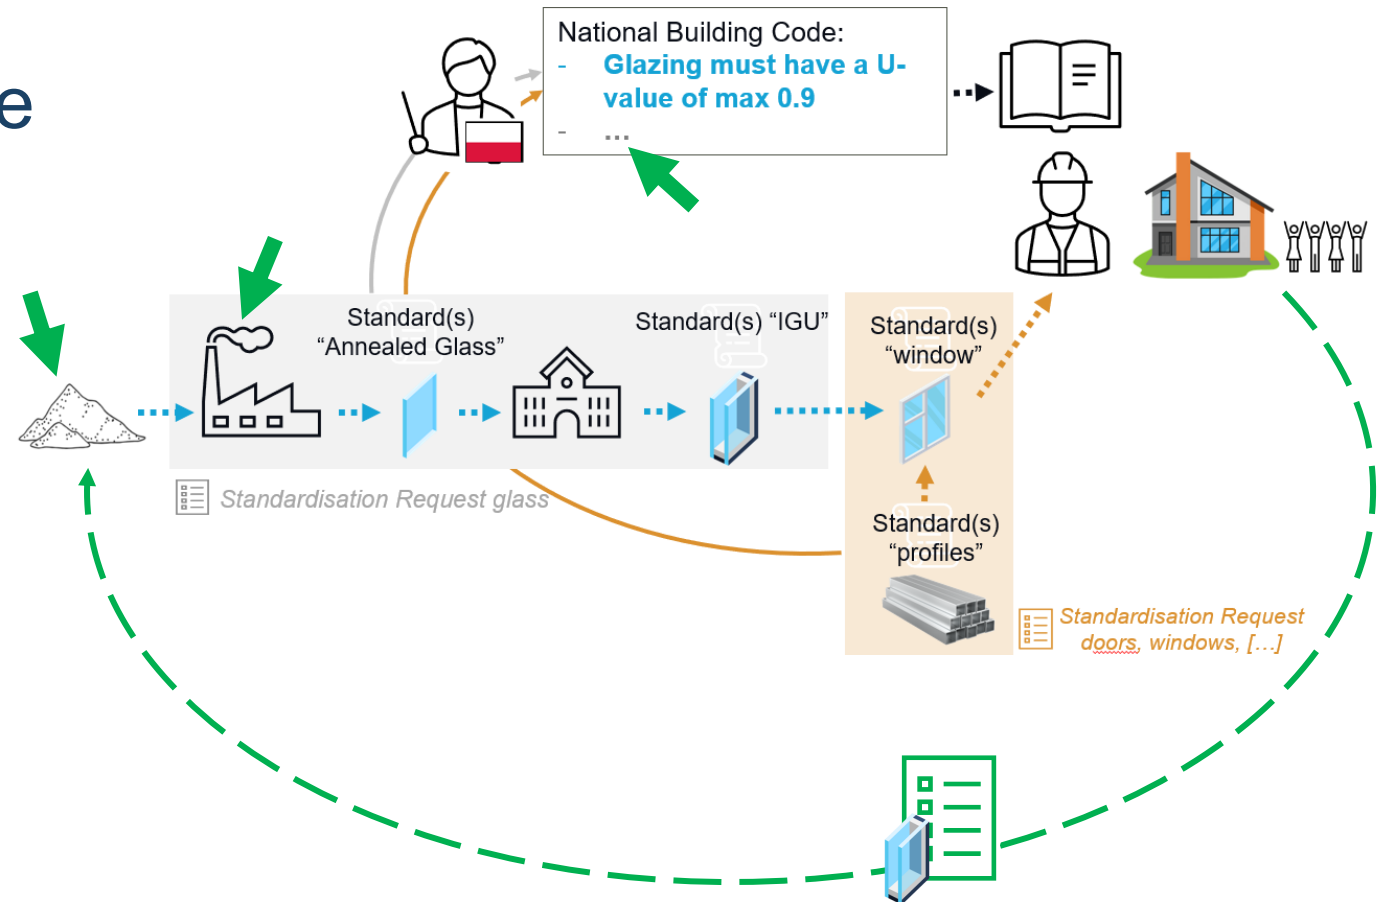 e
National Building Code:
- Glazing must have a U-
value of max 0.9
- ...
Standard(s)
“Annealed Glass”
Standard(s) “IGU”
Standard(s)
“window”
Standardisation Request glass
Standard(s)
“profiles”
Standardisation Request
doors, windows, […]